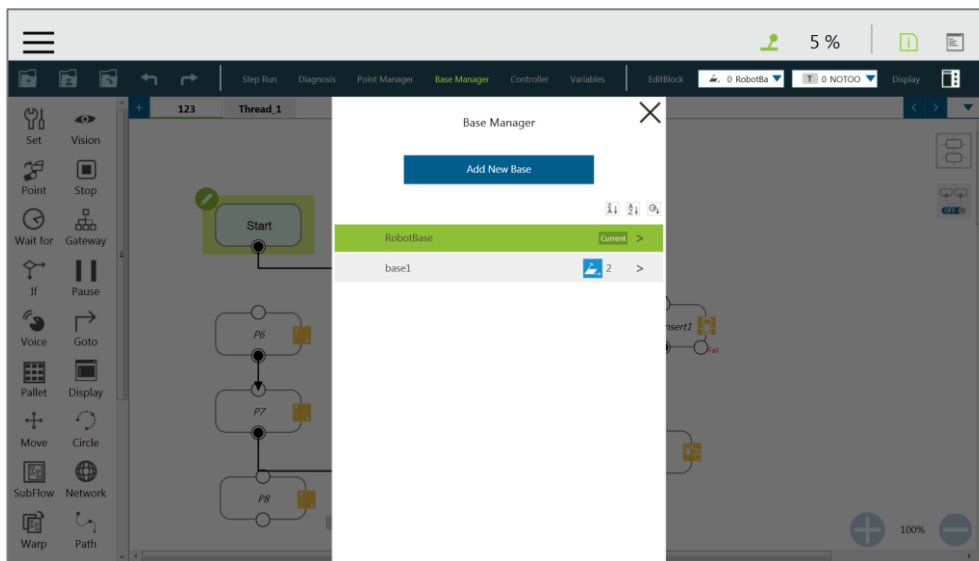 5 %
Step Run Diagnosis Point Manager Base Manager Controller Variables EditBlock 0 RobotBa T 0 NOTOO Display
123 Thread_1
Base Manager
Add New Base
RobotBase Current >
base1 2 >
Set Vision
Point Stop
Wait for Gateway
If Pause
Voice Goto
Pallet Display
Move Circle
SubFlow Network
Warp Path
Start
P6
P7
P8
nsert1
Fail
OFF
100%